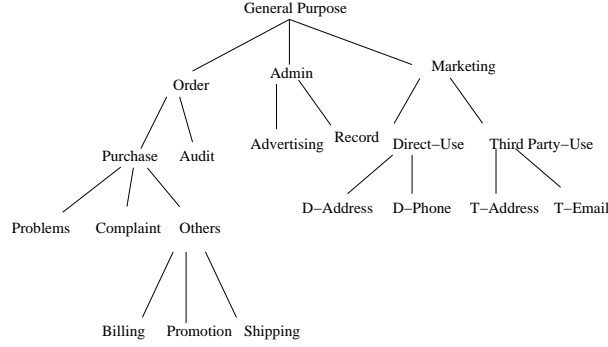 General Purpose
Order
Admin
Marketing
Purchase
Audit
Advertising
Record
Direct−Use
Third Party−Use
Problems
Complaint
Others
D−Address
D−Phone
T−Address
T−Email
Billing
Promotion
Shipping